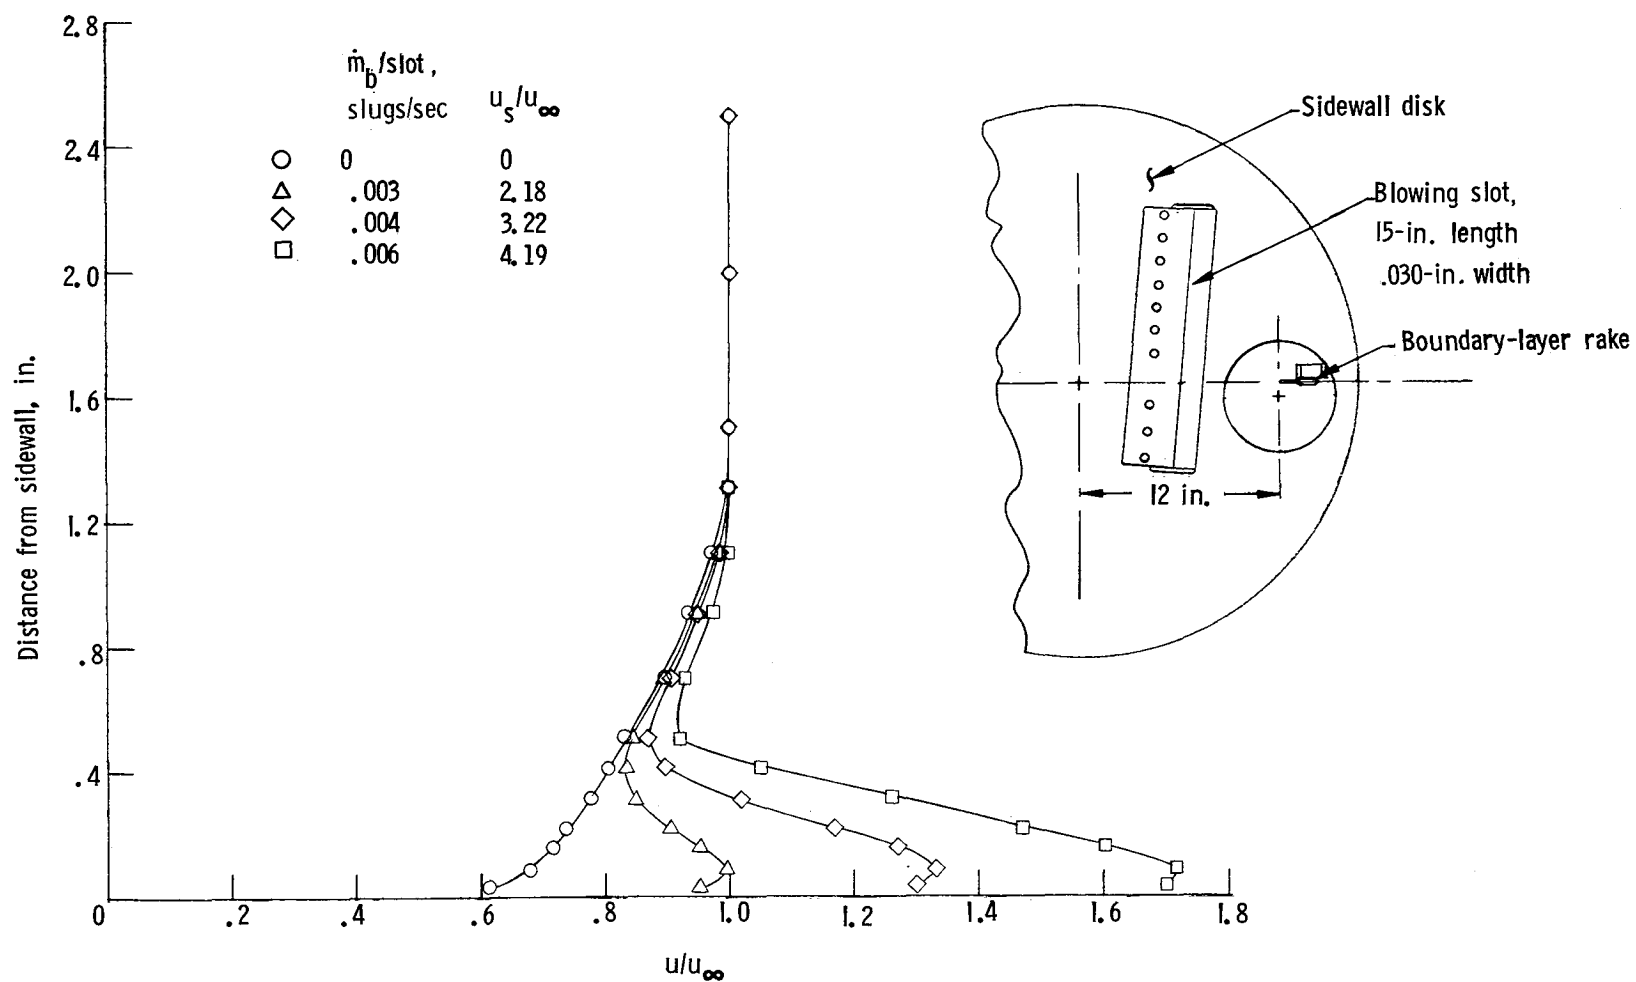 2.8
2.4
2.0
1.6
1.2
.8
.4
0
.2
.4
.6
.8
1.0
1.2
1.4
1.6
1.8
Distance from sidewall, in.
u/u∞
ṁb/slot,
slugs/sec
us/u∞
0 0
.003 2.18
.004 3.22
.006 4.19
Sidewall disk
Blowing slot,
15-in. length
.030-in. width
Boundary-layer rake
12 in.